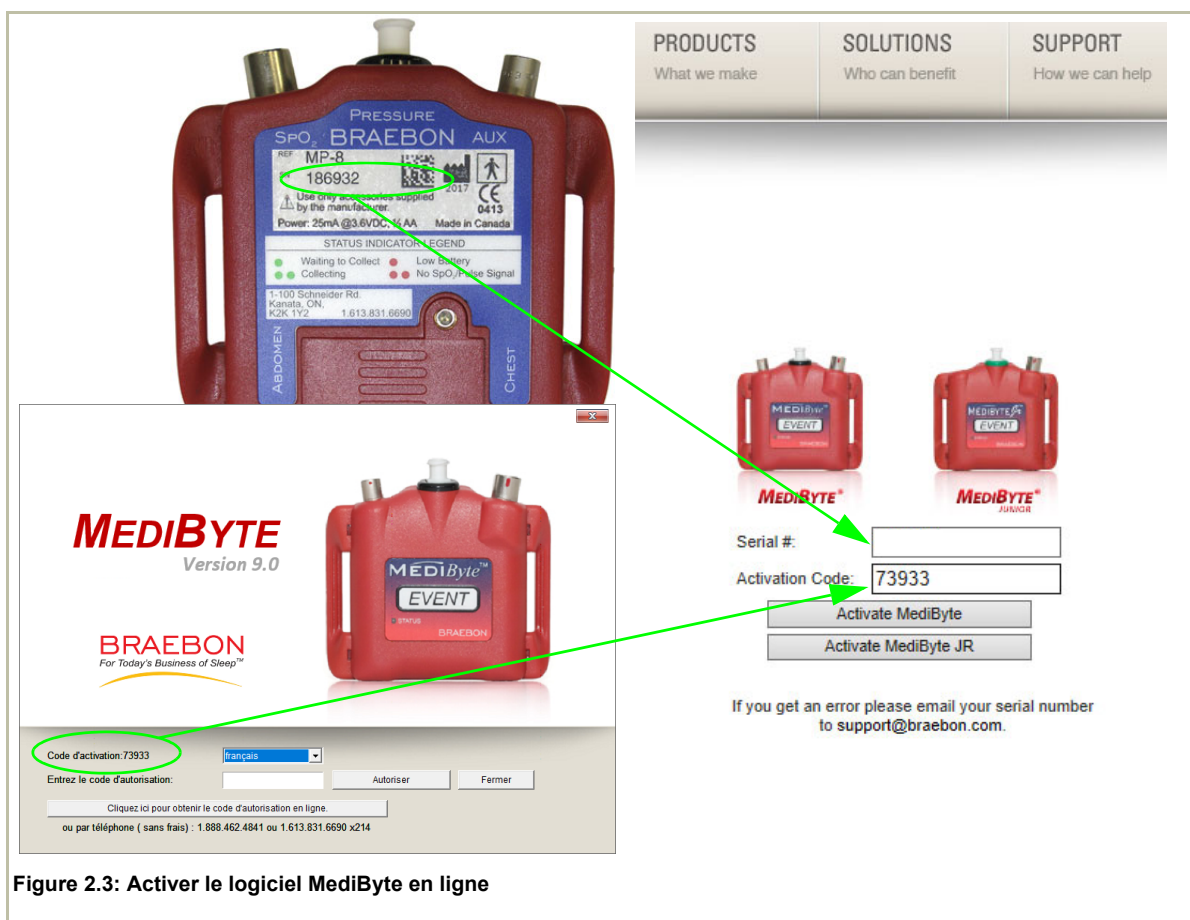 PRESSURE
SPO2 BRAEBON AUX
REF MP-8
186932
2017
Use only accessories supplied
by the manufacturer.
CE
0413
Power: 25mA @3.6VDC, ½ AA Made in Canada
STATUS INDICATOR LEGEND
Waiting to Collect Low Battery
Collecting No SpO2/Pulse Signal
1-100 Schneider Rd.
Kanata, ON,
K2K 1Y2 1.613.831.6690
ABDOMEN
CHEST
x
MEDIBYTE
Version 9.0
BRAEBON
For Today's Business of Sleep™
MEDIByte™
EVENT
STATUS
BRAEBON
Code d'activation:73933 français
Entrez le code d'autorisation: Autoriser Fermer
Cliquez ici pour obtenir le code d'autorisation en ligne.
ou par téléphone ( sans frais) : 1.888.462.4841 ou 1.613.831.6690 x214
PRODUCTS SOLUTIONS SUPPORT
What we make Who can benefit How we can help
MEDIByte EVENT BRAEBON
MEDIBYTE Jr EVENT BRAEBON
MEDIBYTE® MEDIBYTE®
JUNIOR
Serial #:
Activation Code: 73933
Activate MediByte
Activate MediByte JR
If you get an error please email your serial number
to support@braebon.com.
Figure 2.3: Activer le logiciel MediByte en ligne